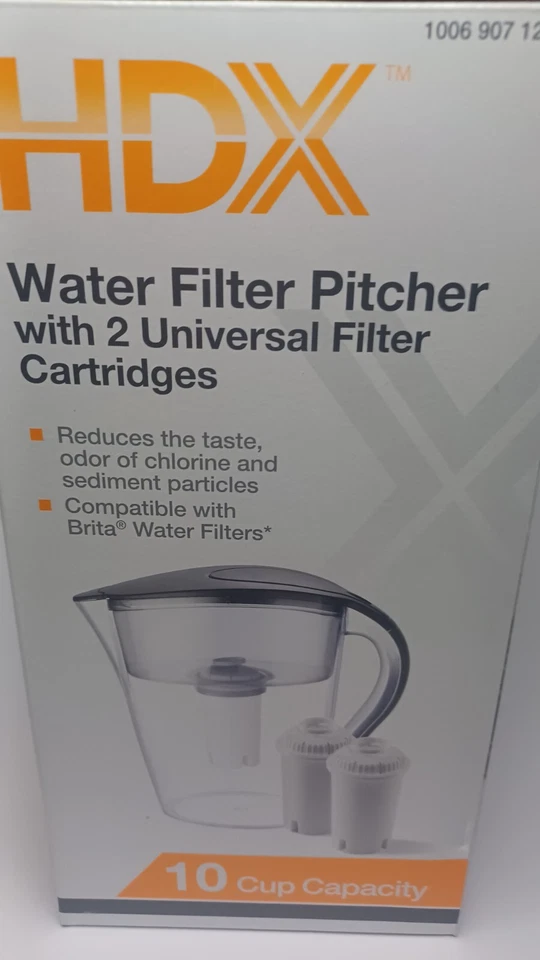 1006 907 12
HDX™
Water Filter Pitcher
with 2 Universal Filter
Cartridges
Reduces the taste,
odor of chlorine and
sediment particles
Compatible with
Brita® Water Filters*
10 Cup Capacity